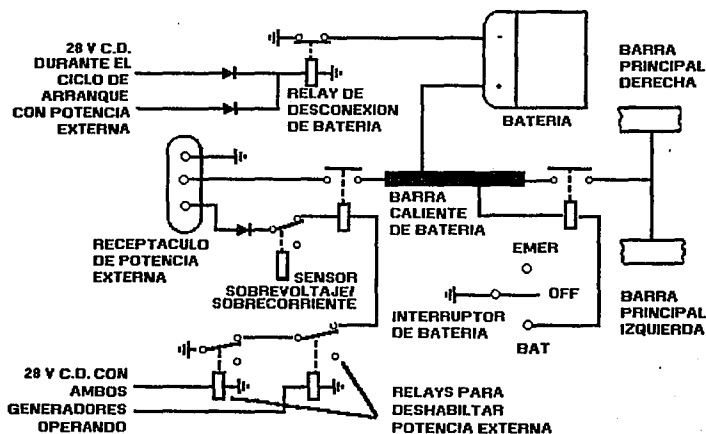 28 V C.D.
DURANTE EL
CICLO DE
ARRANQUE
CON POTENCIA
EXTERNA
RELAY DE
DESCONEXION
DE BATERIA
-
+
BATERIA
BARRA
PRINCIPAL
DERECHA
RECEPTACULO
DE POTENCIA
EXTERNA
SENSOR
SOBREVOLTAJE/
SOBRECORRIENTE
BARRA
CALIENTE
DE BATERIA
EMER
OFF
INTERRUPTOR
DE BATERIA
BAT
BARRA
PRINCIPAL
IZQUIERDA
28 V C.D. CON
AMBOS
GENERADORES
OPERANDO
RELAYS PARA
DESHABILTAR
POTENCIA EXTERNA